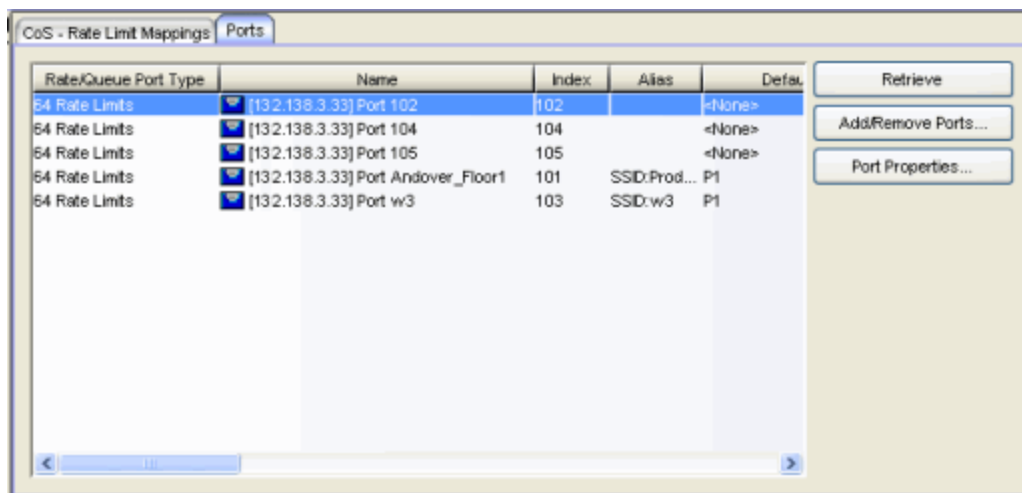 CoS - Rate Limit Mappings Ports
Rate/Queue Port Type Name Index Alias Defau
64 Rate Limits [132.138.3.33] Port 102 102 <None>
64 Rate Limits [132.138.3.33] Port 104 104 <None>
64 Rate Limits [132.138.3.33] Port 105 105 <None>
64 Rate Limits [132.138.3.33] Port Andover_Floor1 101 SSID:Prod... P1
64 Rate Limits [132.138.3.33] Port w3 103 SSID:w3 P1
Retrieve
Add/Remove Ports...
Port Properties...